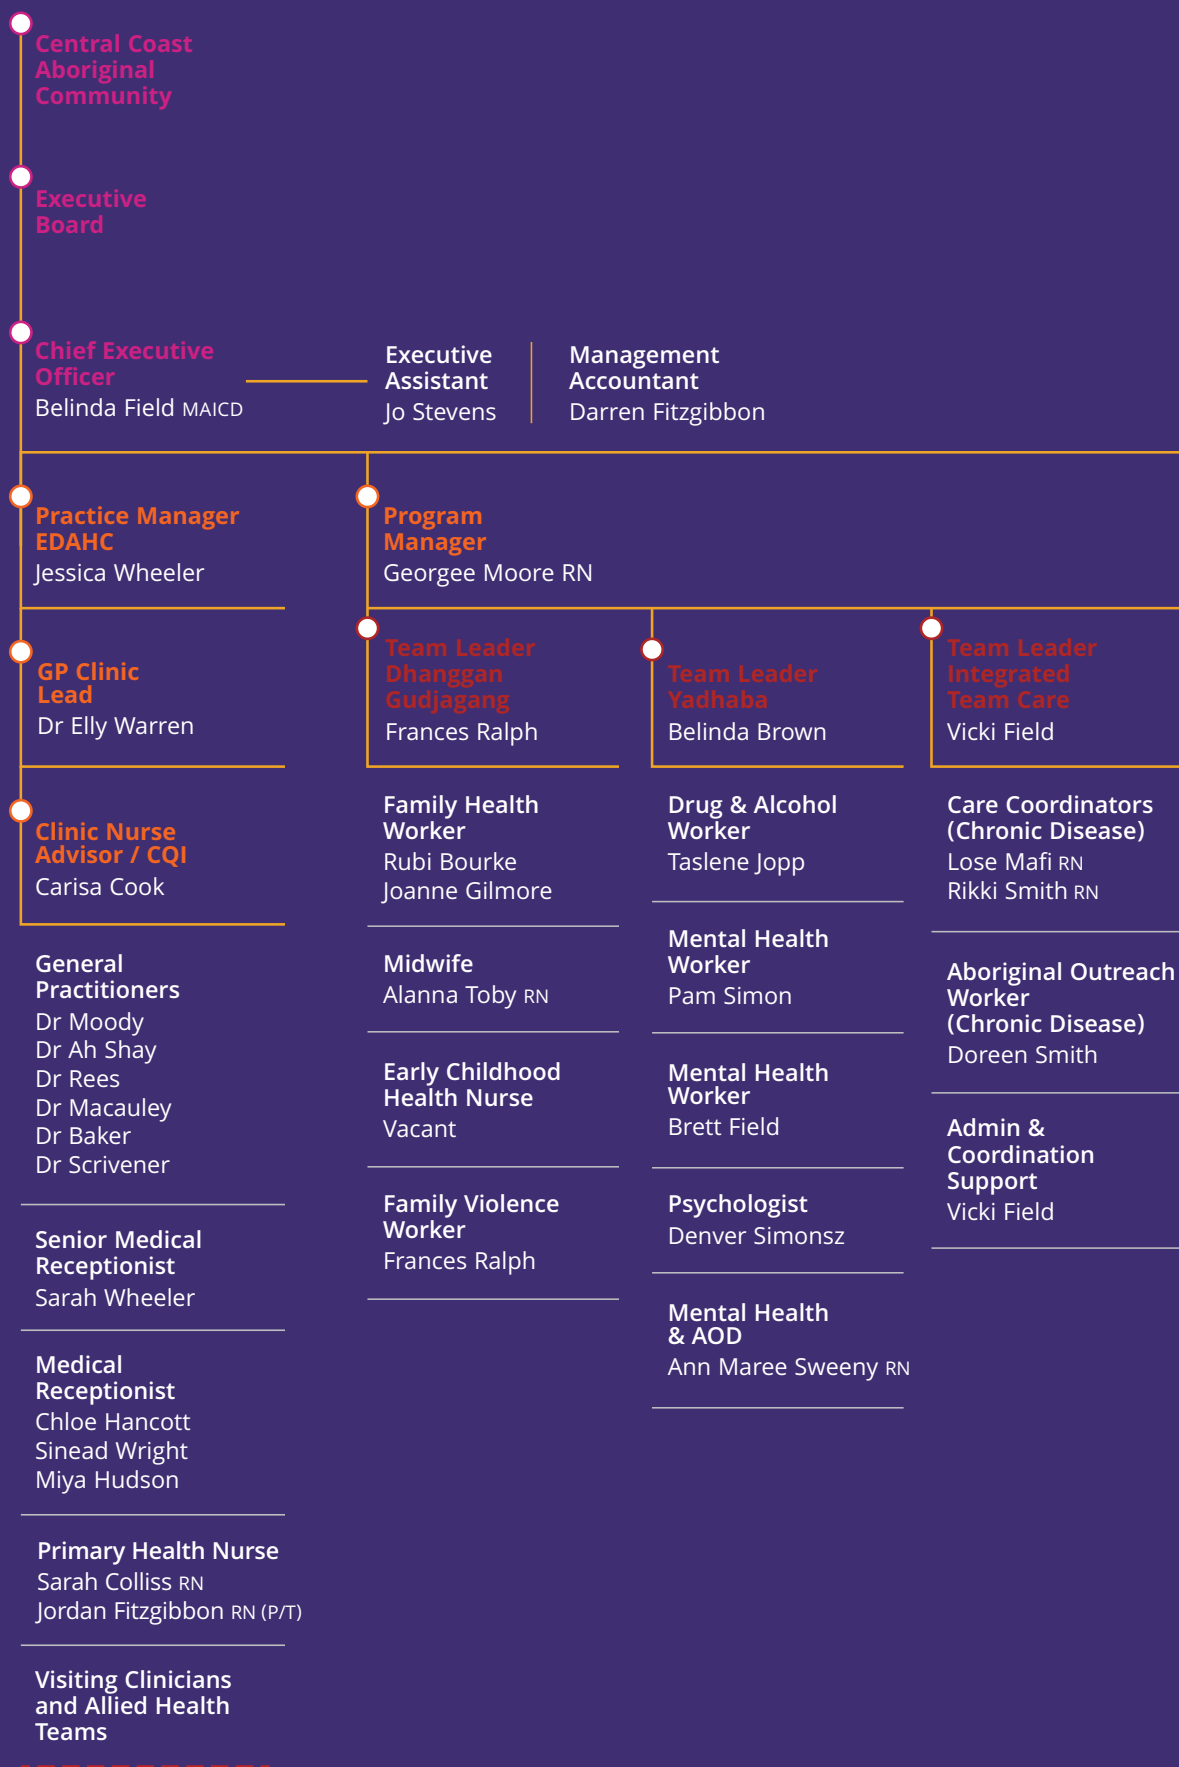 Central Coast
Aboriginal
Community
Executive
Board
Chief Executive
Officer
Belinda Field MAICD
Executive
Assistant
Jo Stevens
Management
Accountant
Darren Fitzgibbon
Practice Manager
EDAHC
Jessica Wheeler
GP Clinic
Lead
Dr Elly Warren
Clinic Nurse
Advisor / CQI
Carisa Cook
General
Practitioners
Dr Moody
Dr Ah Shay
Dr Rees
Dr Macauley
Dr Baker
Dr Scrivener
Senior Medical
Receptionist
Sarah Wheeler
Medical
Receptionist
Chloe Hancott
Sinead Wright
Miya Hudson
Primary Health Nurse
Sarah Colliss RN
Jordan Fitzgibbon RN (P/T)
Visiting Clinicians
and Allied Health
Teams
Program
Manager
Georgee Moore RN
Team Leader
Dhanggan
Gudjagang
Frances Ralph
Family Health
Worker
Rubi Bourke
Joanne Gilmore
Midwife
Alanna Toby RN
Early Childhood
Health Nurse
Vacant
Family Violence
Worker
Frances Ralph
Team Leader
Yadhaba
Belinda Brown
Drug & Alcohol
Worker
Taslene Jopp
Mental Health
Worker
Pam Simon
Mental Health
Worker
Brett Field
Psychologist
Denver Simonsz
Mental Health
& AOD
Ann Maree Sweeny RN
Team Leader
Integrated
Team Care
Vicki Field
Care Coordinators
(Chronic Disease)
Lose Mafi RN
Rikki Smith RN
Aboriginal Outreach
Worker
(Chronic Disease)
Doreen Smith
Admin &
Coordination
Support
Vicki Field